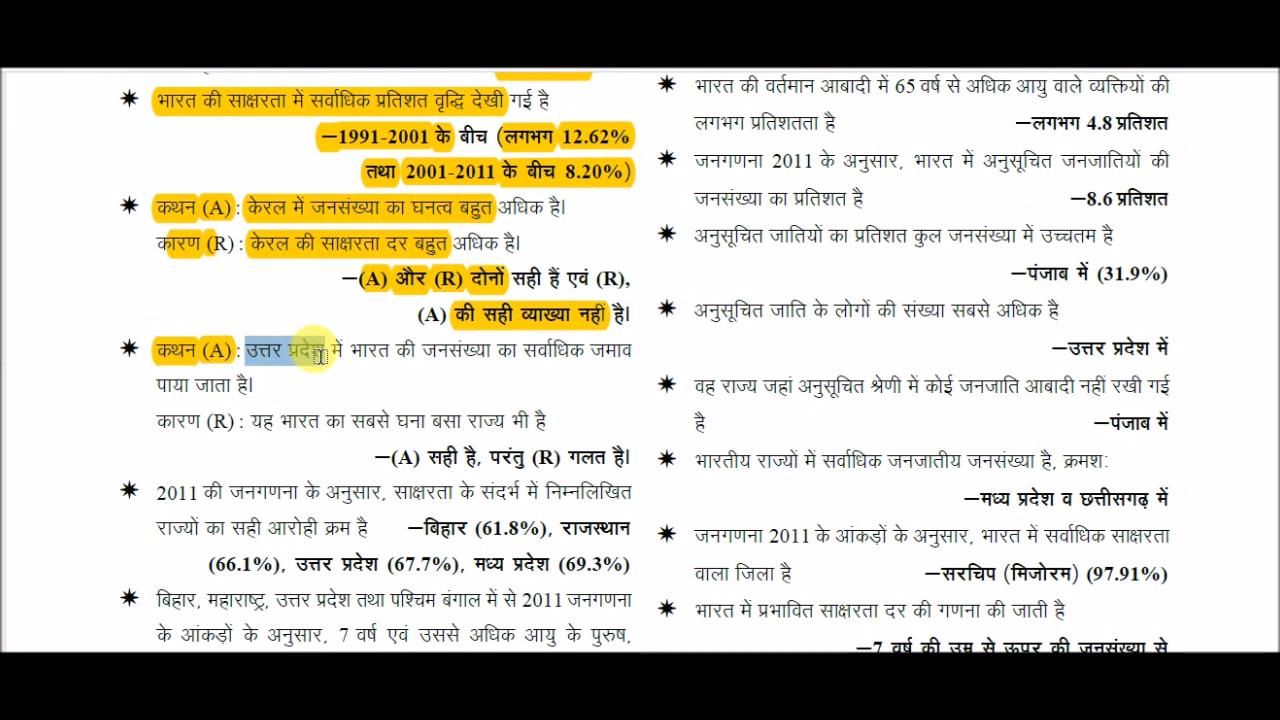 ✷ भारत की साक्षरता में सर्वाधिक प्रतिशत वृद्धि देखी गई है
–1991-2001 के बीच (लगभग 12.62%
तथा 2001-2011 के बीच 8.20%)
✷ कथन (A) : केरल में जनसंख्या का घनत्व बहुत अधिक है।
कारण (R) : केरल की साक्षरता दर बहुत अधिक है।
–(A) और (R) दोनों सही हैं एवं (R),
(A) की सही व्याख्या नहीं है।
✷ कथन (A) : उत्तर प्रदेश में भारत की जनसंख्या का सर्वाधिक जमाव
पाया जाता है।
कारण (R) : यह भारत का सबसे घना बसा राज्य भी है
–(A) सही है, परंतु (R) गलत है।
✷ 2011 की जनगणना के अनुसार, साक्षरता के संदर्भ में निम्नलिखित
राज्यों का सही आरोही क्रम है –बिहार (61.8%), राजस्थान
(66.1%), उत्तर प्रदेश (67.7%), मध्य प्रदेश (69.3%)
✷ बिहार, महाराष्ट्र, उत्तर प्रदेश तथा पश्चिम बंगाल में से 2011 जनगणना
के आंकड़ों के अनुसार, 7 वर्ष एवं उससे अधिक आयु के पुरुष,
✷ भारत की वर्तमान आबादी में 65 वर्ष से अधिक आयु वाले व्यक्तियों की
लगभग प्रतिशतता है –लगभग 4.8 प्रतिशत
✷ जनगणना 2011 के अनुसार, भारत में अनुसूचित जनजातियों की
जनसंख्या का प्रतिशत है –8.6 प्रतिशत
✷ अनुसूचित जातियों का प्रतिशत कुल जनसंख्या में उच्चतम है
–पंजाब में (31.9%)
✷ अनुसूचित जाति के लोगों की संख्या सबसे अधिक है
–उत्तर प्रदेश में
✷ वह राज्य जहां अनुसूचित श्रेणी में कोई जनजाति आबादी नहीं रखी गई
है –पंजाब में
✷ भारतीय राज्यों में सर्वाधिक जनजातीय जनसंख्या है, क्रमश:
–मध्य प्रदेश व छत्तीसगढ़ में
✷ जनगणना 2011 के आंकड़ों के अनुसार, भारत में सर्वाधिक साक्षरता
वाला जिला है –सरचिप (मिजोरम) (97.91%)
✷ भारत में प्रभावित साक्षरता दर की गणना की जाती है
–7 वर्ष की उम्र से ऊपर की जनसंख्या से